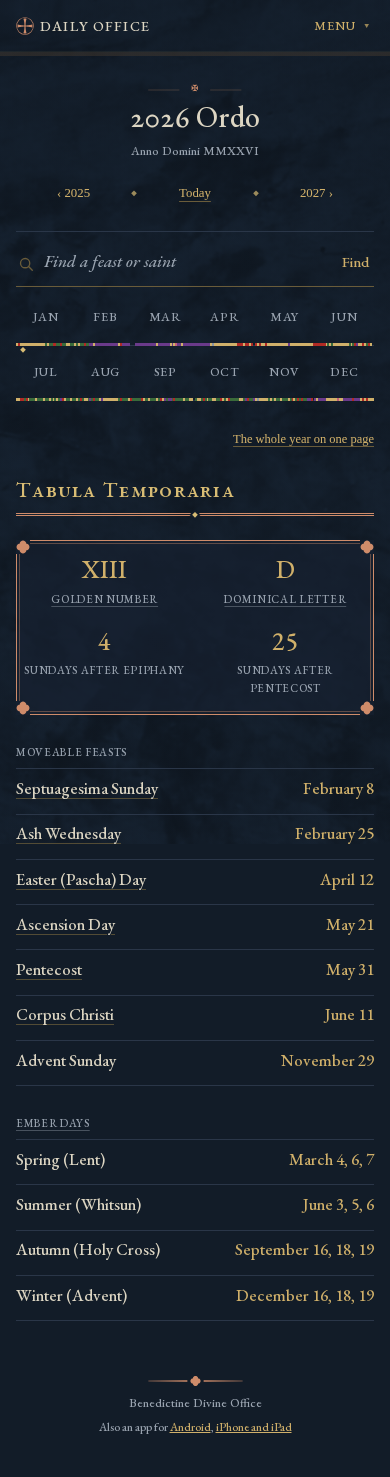 DAILY OFFICE
MENU
2026 Ordo
Anno Domini MMXXVI
‹ 2025
Today
2027 ›
Find a feast or saint
Find
JAN FEB MAR APR MAY JUN
JUL AUG SEP OCT NOV DEC
The whole year on one page
Tabula Temporaria
XIII D
GOLDEN NUMBER DOMINICAL LETTER
4 25
SUNDAYS AFTER EPIPHANY SUNDAYS AFTER
PENTECOST
MOVEABLE FEASTS
Septuagesima Sunday February 8
Ash Wednesday February 25
Easter (Pascha) Day April 12
Ascension Day May 21
Pentecost May 31
Corpus Christi June 11
Advent Sunday November 29
EMBER DAYS
Spring (Lent) March 4, 6, 7
Summer (Whitsun) June 3, 5, 6
Autumn (Holy Cross) September 16, 18, 19
Winter (Advent) December 16, 18, 19
Benedictine Divine Office
Also an app for Android, iPhone and iPad